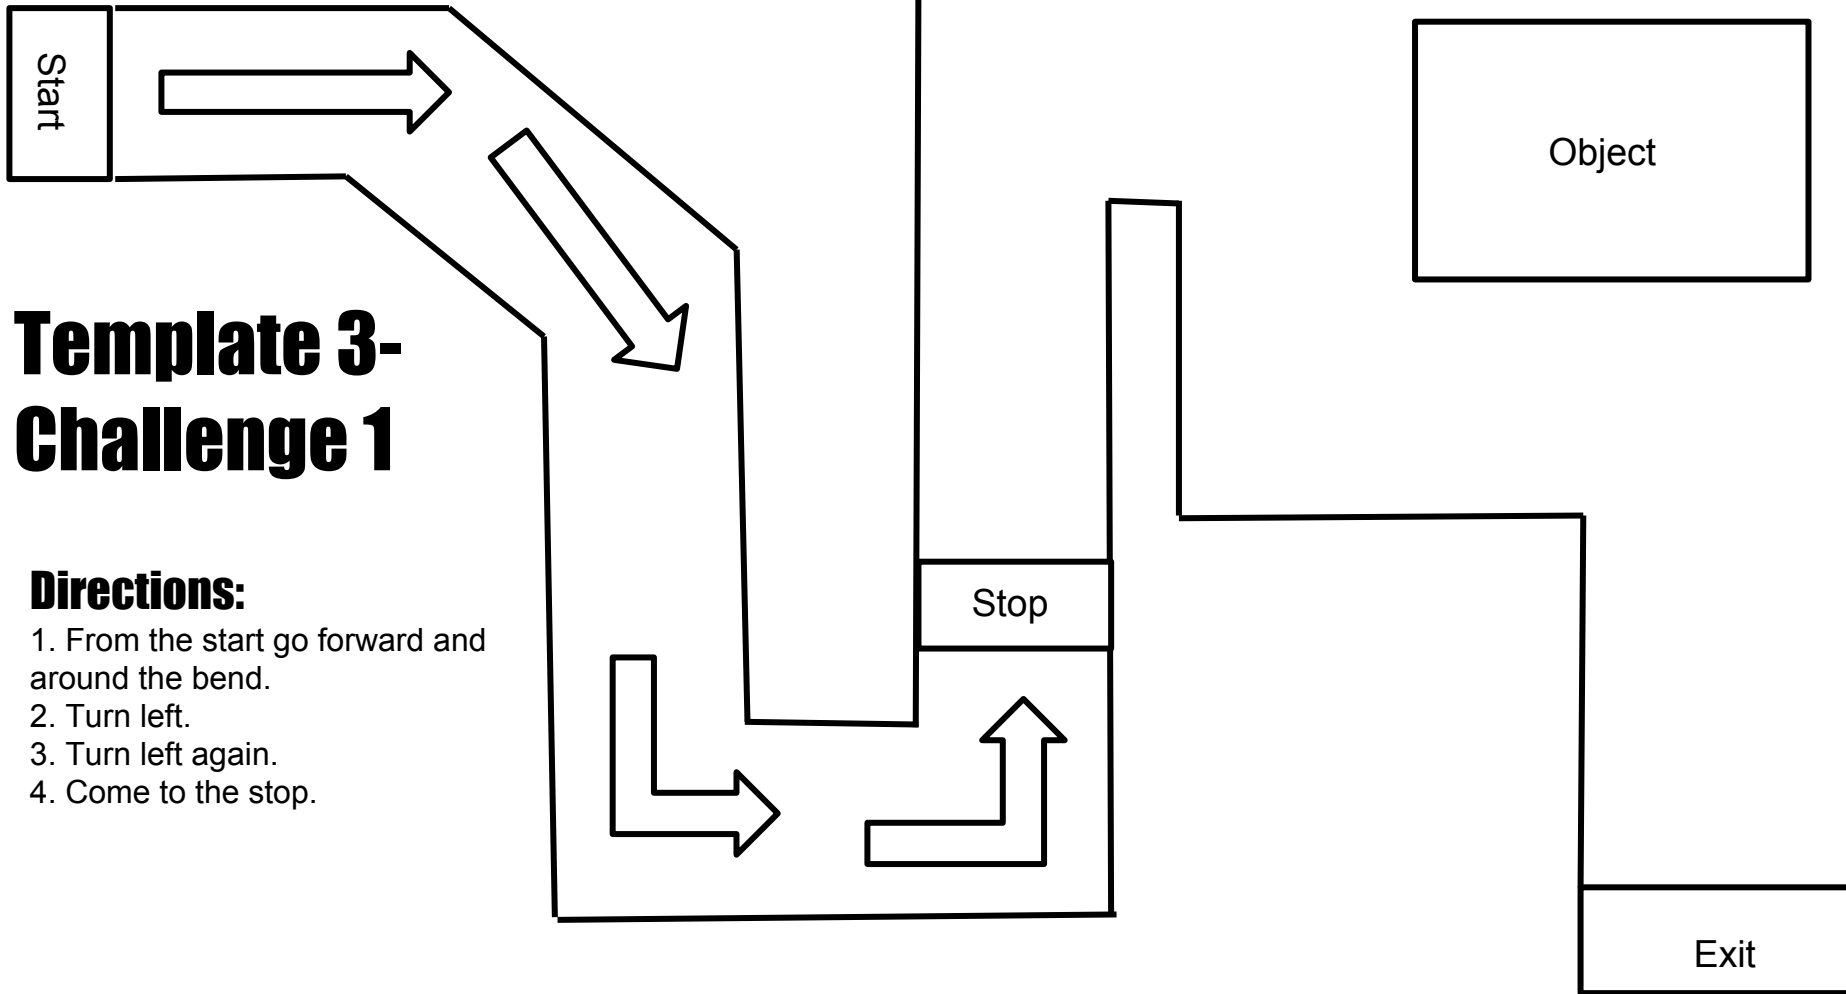 Start
Object
Template 3-
Challenge 1
Directions:
1. From the start go forward and
around the bend.
2. Turn left.
3. Turn left again.
4. Come to the stop.
Stop
Exit